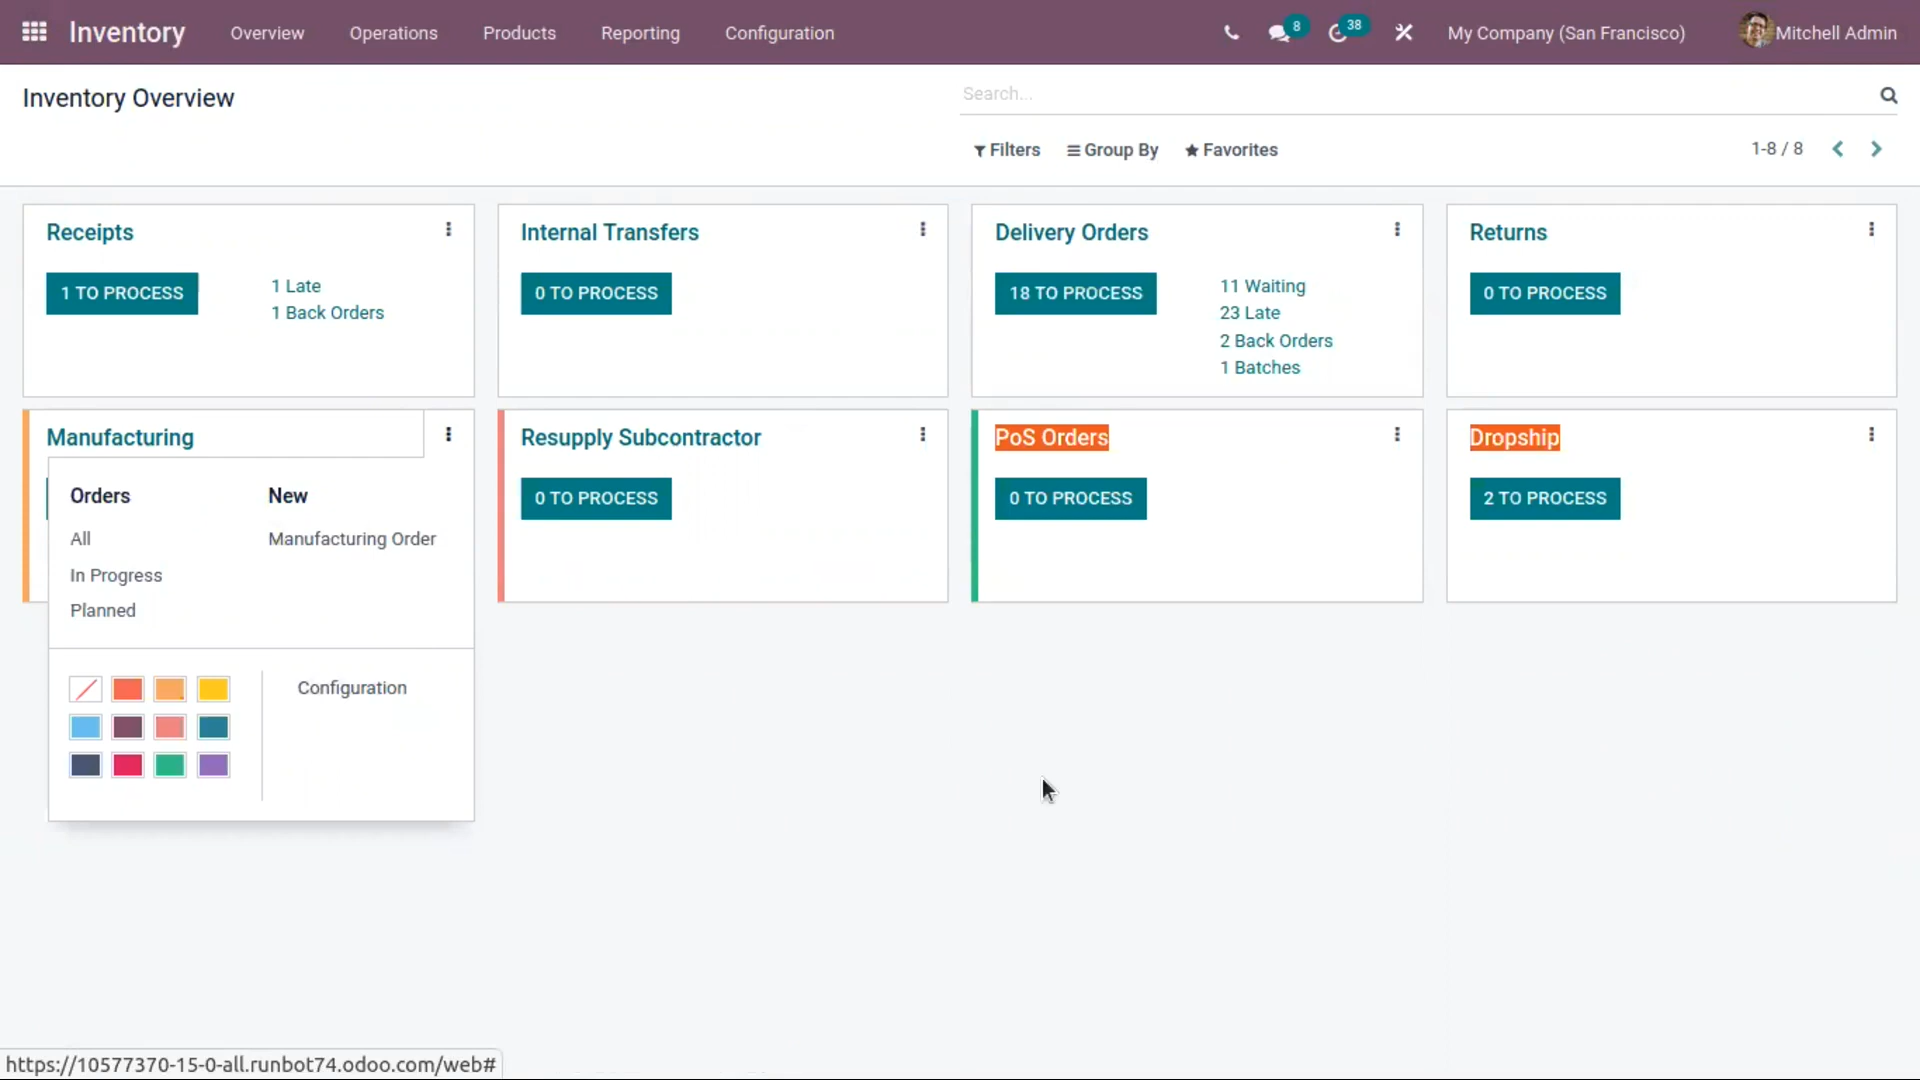 Inventory Overview Operations Products Reporting Configuration 8 38 My Company (San Francisco) Mitchell Admin
Inventory Overview
Search...
Filters Group By Favorites 1-8 / 8
Receipts
1 TO PROCESS
1 Late
1 Back Orders
Internal Transfers
0 TO PROCESS
Delivery Orders
18 TO PROCESS
11 Waiting
23 Late
2 Back Orders
1 Batches
Returns
0 TO PROCESS
Manufacturing
Orders New
All Manufacturing Order
In Progress
Planned
Configuration
Resupply Subcontractor
0 TO PROCESS
PoS Orders
0 TO PROCESS
Dropship
2 TO PROCESS
https://10577370-15-0-all.runbot74.odoo.com/web#